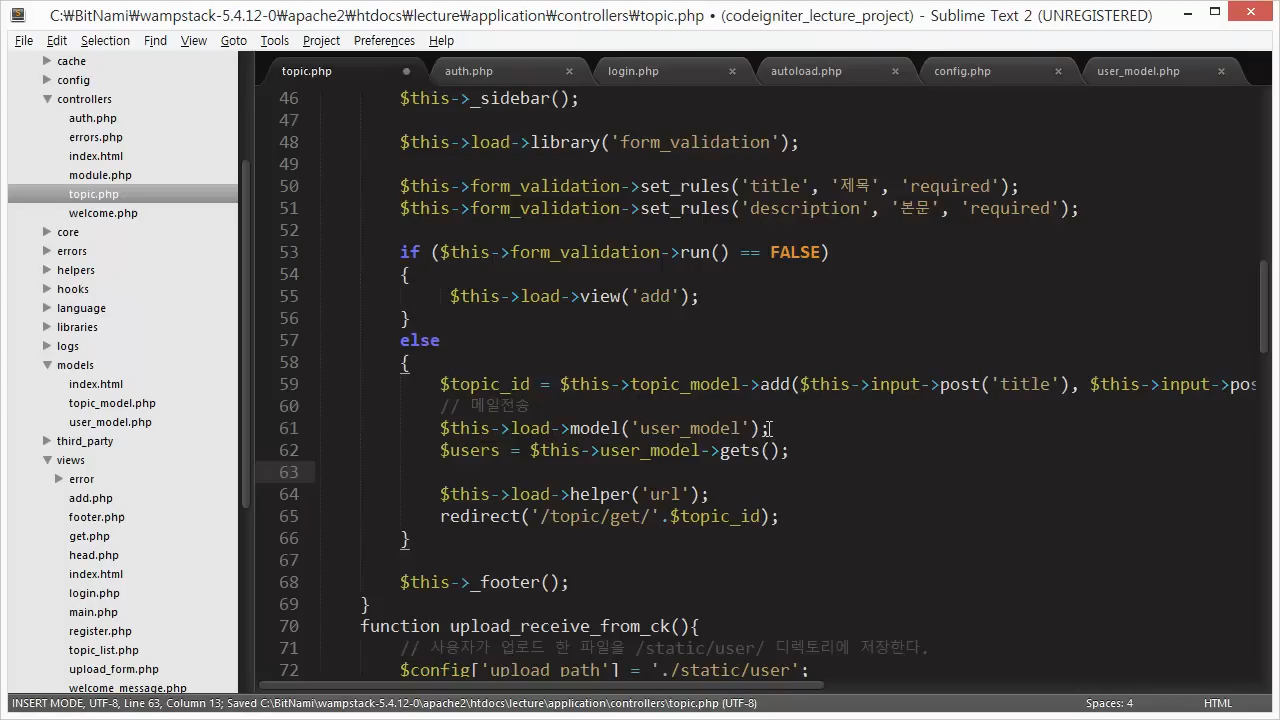 C:₩BitNami₩wampstack-5.4.12-0₩apache2₩htdocs₩lecture₩application₩controllers₩topic.php • (codeigniter_lecture_project) - Sublime Text 2 (UNREGISTERED)
File Edit Selection Find View Goto Tools Project Preferences Help
cache
config
controllers
auth.php
errors.php
index.html
module.php
topic.php
welcome.php
core
errors
helpers
hooks
language
libraries
logs
models
index.html
topic_model.php
user_model.php
third_party
views
error
add.php
footer.php
get.php
head.php
index.html
login.php
main.php
register.php
topic_list.php
upload_form.php
welcome_message.php
topic.php auth.php login.php autoload.php config.php user_model.php
46 $this->_sidebar();
47
48 $this->load->library('form_validation');
49
50 $this->form_validation->set_rules('title', '제목', 'required');
51 $this->form_validation->set_rules('description', '본문', 'required');
52
53 if ($this->form_validation->run() == FALSE)
54 {
55 $this->load->view('add');
56 }
57 else
58 {
59 $topic_id = $this->topic_model->add($this->input->post('title'), $this->input->pos
60 // 메일전송
61 $this->load->model('user_model');
62 $users = $this->user_model->gets();
63
64 $this->load->helper('url');
65 redirect('/topic/get/'.$topic_id);
66 }
67
68 $this->_footer();
69 }
70 function upload_receive_from_ck(){
71 // 사용자가 업로드 한 파일을 /static/user/ 디렉토리에 저장한다.
72 $config['upload_path'] = './static/user';
INSERT MODE, UTF-8, Line 63, Column 13; Saved C:\BitNami\wampstack-5.4.12-0\apache2\htdocs\lecture\application\controllers\topic.php (UTF-8) Spaces: 4 HTML